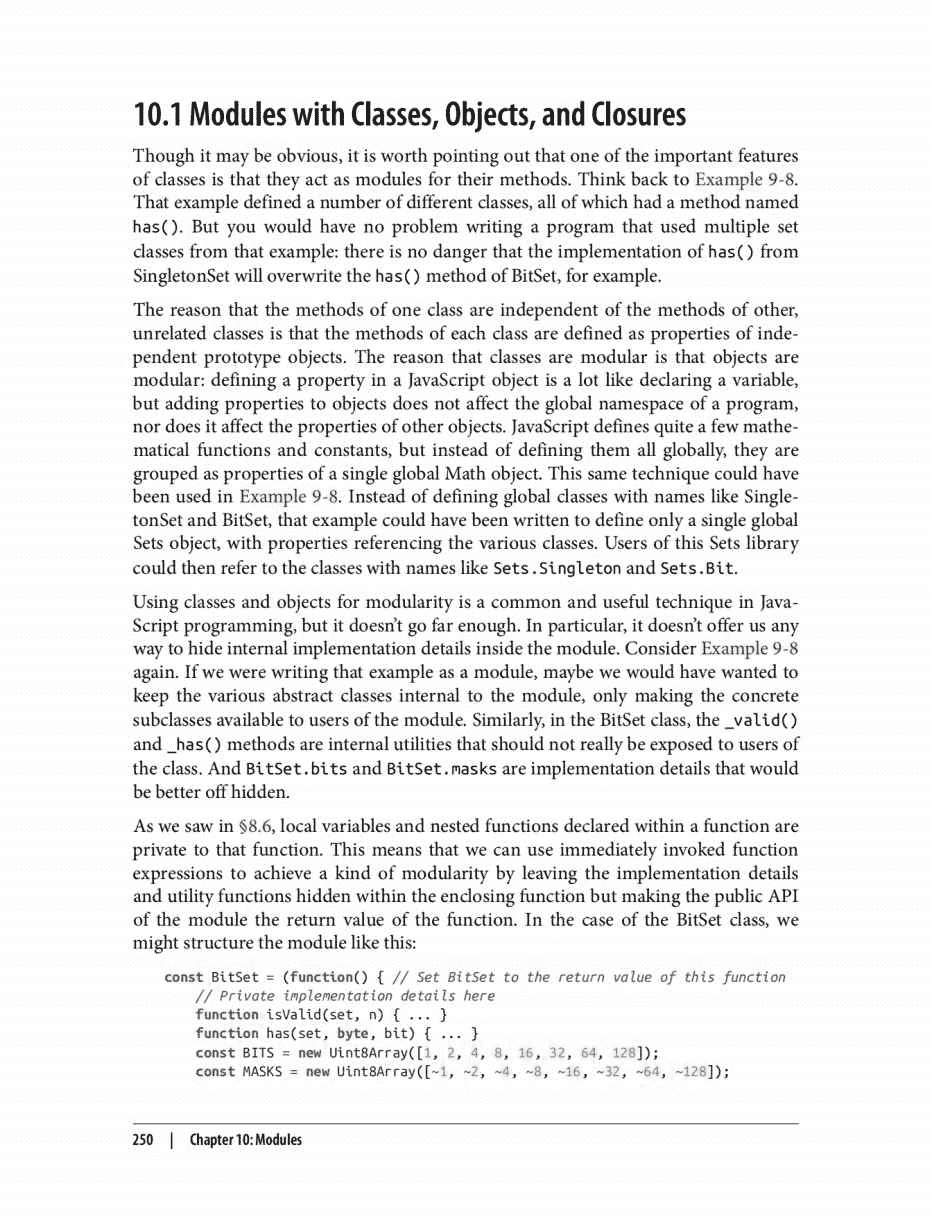 10.1 Modules with Classes, Objects, and Closures
Though it may be obvious, it is worth pointing out that one of the important features
of classes is that they act as modules for their methods. Think back to Example 9-8.
That example defined a number of different classes, all of which had a method named
has(). But you would have no problem writing a program that used multiple set
classes from that example: there is no danger that the implementation of has() from
SingletonSet will overwrite the has() method of BitSet, for example.
The reason that the methods of one class are independent of the methods of other,
unrelated classes is that the methods of each class are defined as properties of inde-
pendent prototype objects. The reason that classes are modular is that objects are
modular: defining a property in a JavaScript object is a lot like declaring a variable,
but adding properties to objects does not affect the global namespace of a program,
nor does it affect the properties of other objects. JavaScript defines quite a few mathe-
matical functions and constants, but instead of defining them all globally, they are
grouped as properties of a single global Math object. This same technique could have
been used in Example 9-8. Instead of defining global classes with names like Single-
tonSet and BitSet, that example could have been written to define only a single global
Sets object, with properties referencing the various classes. Users of this Sets library
could then refer to the classes with names like Sets.Singleton and Sets.Bit.
Using classes and objects for modularity is a common and useful technique in Java-
Script programming, but it doesn’t go far enough. In particular, it doesn’t offer us any
way to hide internal implementation details inside the module. Consider Example 9-8
again. If we were writing that example as a module, maybe we would have wanted to
keep the various abstract classes internal to the module, only making the concrete
subclasses available to users of the module. Similarly, in the BitSet class, the _valid()
and _has() methods are internal utilities that should not really be exposed to users of
the class. And BitSet.bits and BitSet.masks are implementation details that would
be better off hidden.
As we saw in §8.6, local variables and nested functions declared within a function are
private to that function. This means that we can use immediately invoked function
expressions to achieve a kind of modularity by leaving the implementation details
and utility functions hidden within the enclosing function but making the public API
of the module the return value of the function. In the case of the BitSet class, we
might structure the module like this:
const BitSet = (function() { // Set BitSet to the return value of this function
    // Private implementation details here
    function isValid(set, n) { ... }
    function has(set, byte, bit) { ... }
    const BITS = new Uint8Array([1, 2, 4, 8, 16, 32, 64, 128]);
    const MASKS = new Uint8Array([~1, ~2, ~4, ~8, ~16, ~32, ~64, ~128]);
250 | Chapter 10: Modules